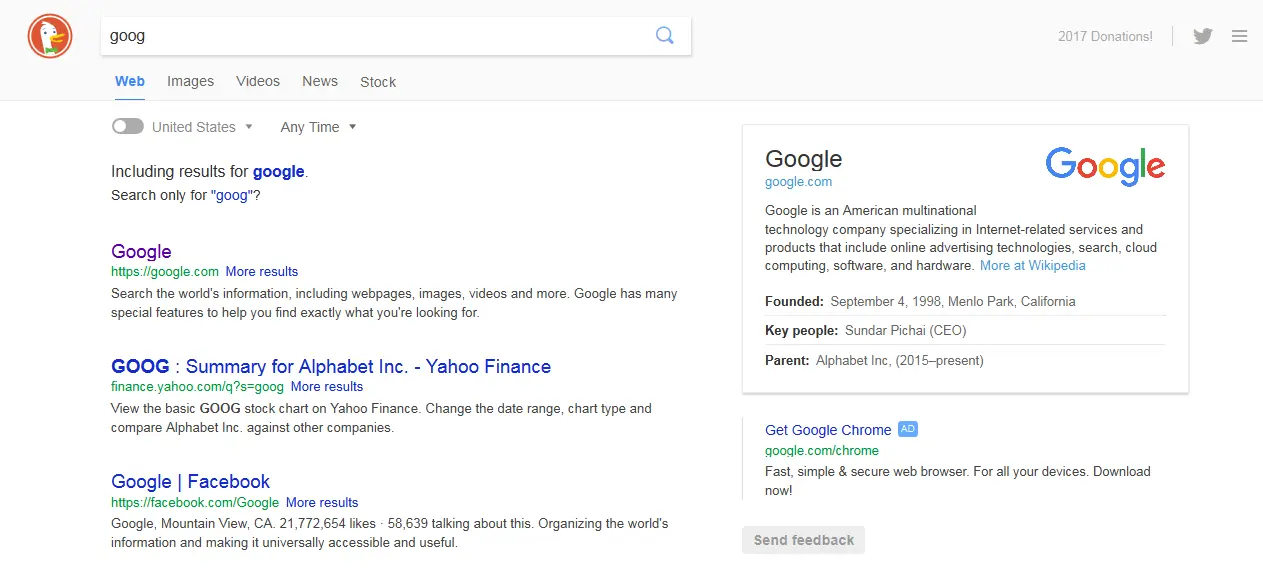 goog
2017 Donations!
Web Images Videos News Stock
United States Any Time
Including results for google.
Search only for "goog"?
Google
https://google.com More results
Search the world's information, including webpages, images, videos and more. Google has many
special features to help you find exactly what you're looking for.
GOOG : Summary for Alphabet Inc. - Yahoo Finance
finance.yahoo.com/q?s=goog More results
View the basic GOOG stock chart on Yahoo Finance. Change the date range, chart type and
compare Alphabet Inc. against other companies.
Google | Facebook
https://facebook.com/Google More results
Google, Mountain View, CA. 21,772,654 likes · 58,639 talking about this. Organizing the world's
information and making it universally accessible and useful.
Google
Google
google.com
Google is an American multinational
technology company specializing in Internet-related services and
products that include online advertising technologies, search, cloud
computing, software, and hardware. More at Wikipedia
Founded: September 4, 1998, Menlo Park, California
Key people: Sundar Pichai (CEO)
Parent: Alphabet Inc, (2015–present)
Get Google Chrome AD
google.com/chrome
Fast, simple & secure web browser. For all your devices. Download
now!
Send feedback